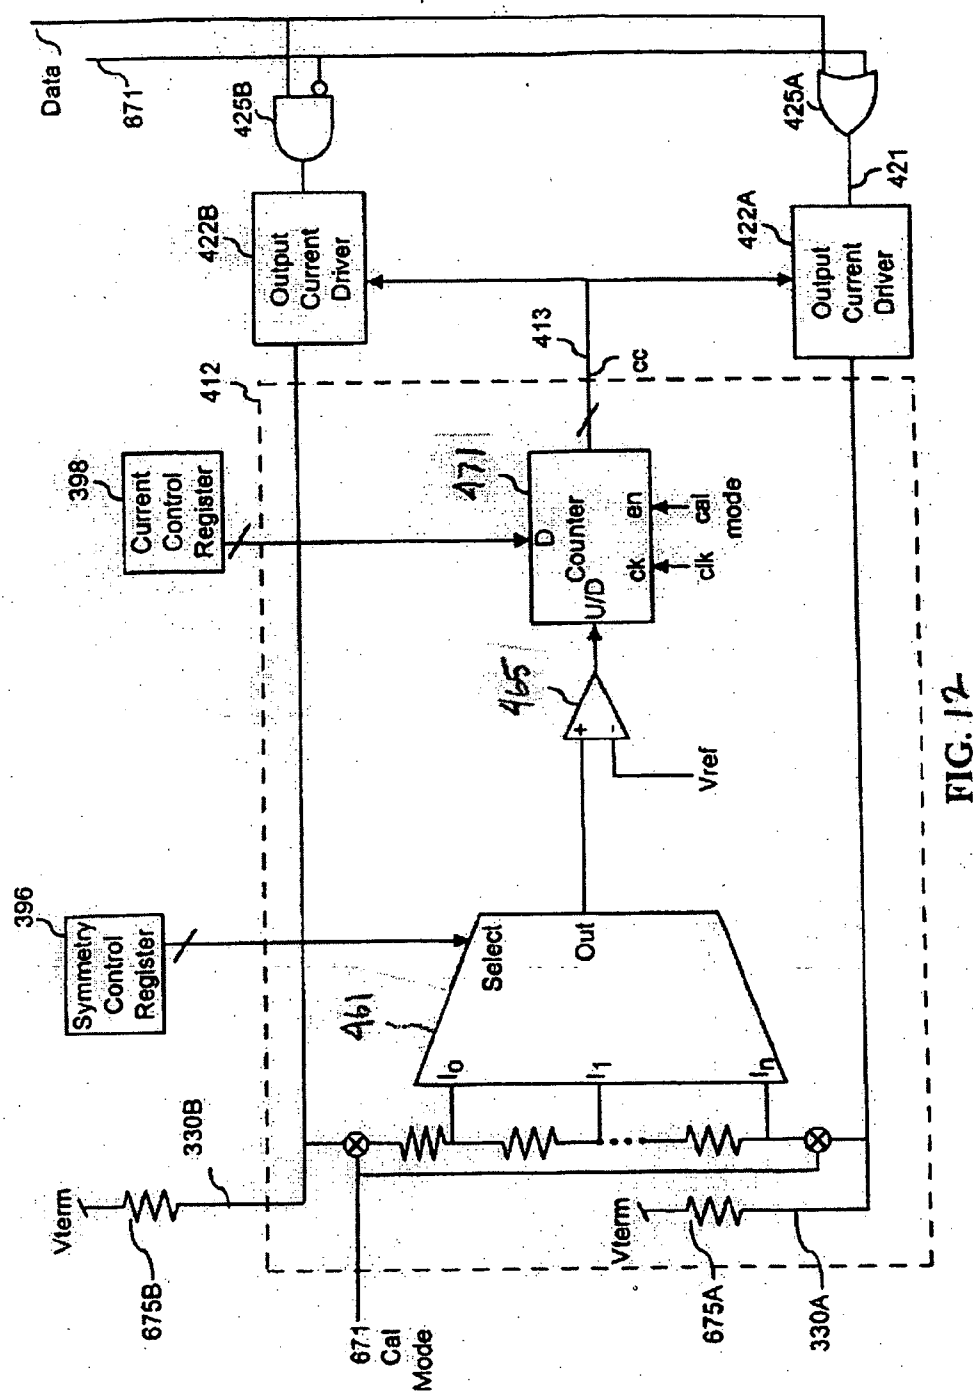 Data
671
425B
425A
421
422B
Output
Current
Driver
422A
Output
Current
Driver
412
413
cc
398
Current
Control
Register
471
D
Counter
U/D
ck
en
clk
cal
mode
465
+
-
Vref
396
Symmetry
Control
Register
461
Select
Out
I0
I1
In
330B
Vterm
675B
671
Cal
Mode
Vterm
675A
330A
FIG. 12